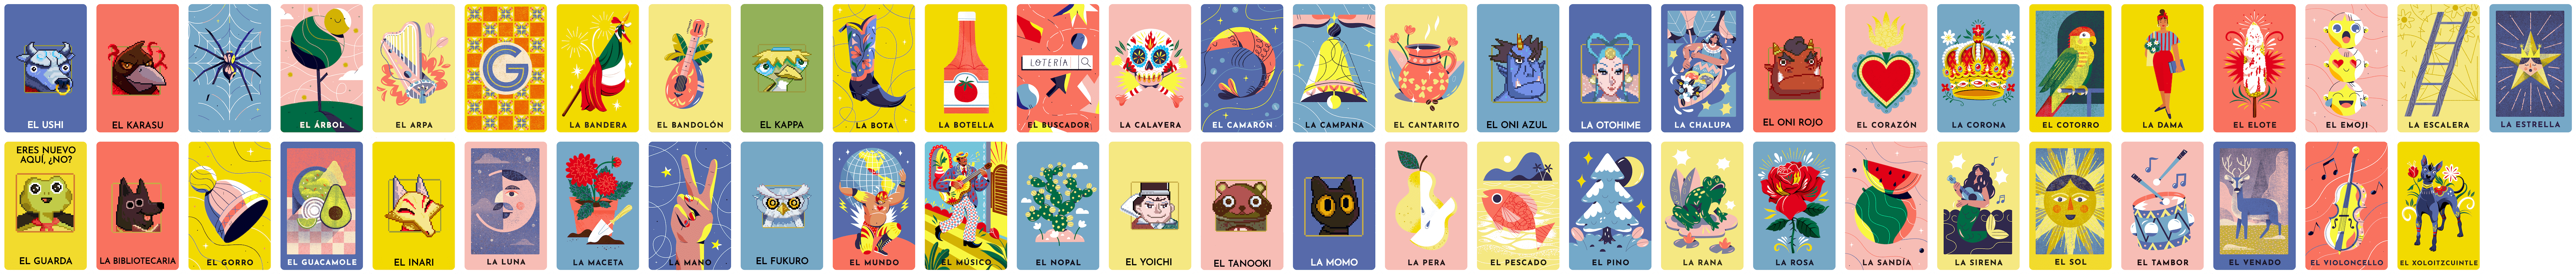 EL USHI
EL KARASU
EL ÁRBOL
EL ARPA
G
LA BANDERA
EL BANDOLÓN
EL KAPPA
LA BOTA
LA BOTELLA
LOTERÍA
EL BUSCADOR
LA CALAVERA
EL CAMARÓN
LA CAMPANA
EL CANTARITO
EL ONI AZUL
LA OTOHIME
LA CHALUPA
EL ONI ROJO
EL CORAZÓN
LA CORONA
EL COTORRO
LA DAMA
EL ELOTE
EL EMOJI
LA ESCALERA
LA ESTRELLA
ERES NUEVO
AQUÍ, ¿NO?
EL GUARDA
LA BIBLIOTECARIA
EL GORRO
EL GUACAMOLE
EL INARI
LA LUNA
LA MACETA
LA MANO
EL FUKURO
EL MUNDO
EL MÚSICO
EL NOPAL
EL YOICHI
EL TANOOKI
LA MOMO
LA PERA
EL PESCADO
EL PINO
LA RANA
LA ROSA
LA SANDÍA
LA SIRENA
EL SOL
EL TAMBOR
EL VENADO
EL VIOLONCELLO
EL XOLOITZCUINTLE